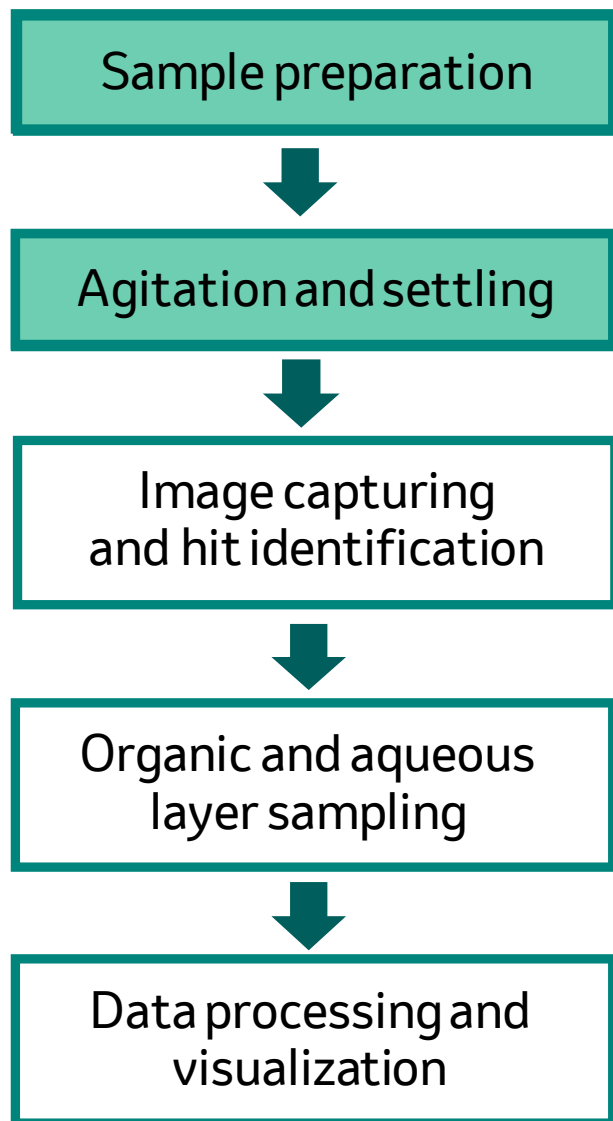 Sample preparation
Agitation and settling
Image capturing
and hit identification
Organic and aqueous
layer sampling
Data processing and
visualization